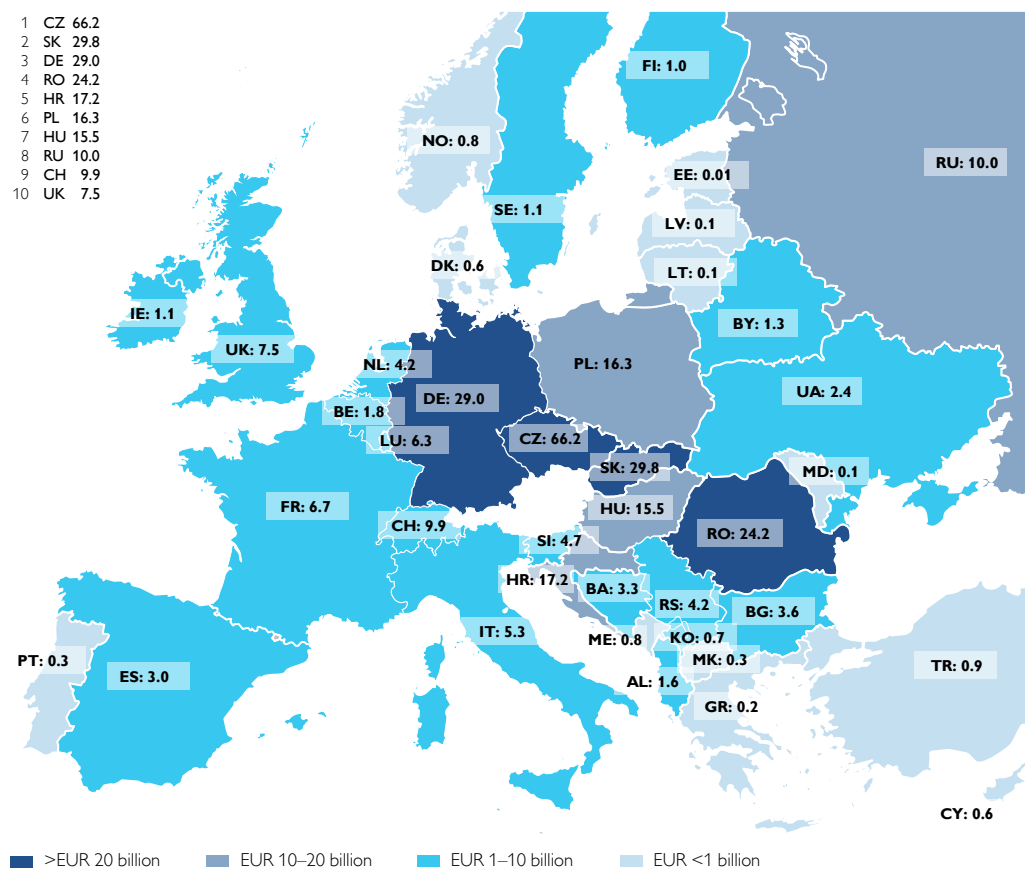 1 CZ 66.2
2 SK 29.8
3 DE 29.0
4 RO 24.2
5 HR 17.2
6 PL 16.3
7 HU 15.5
8 RU 10.0
9 CH 9.9
10 UK 7.5
FI: 1.0
NO: 0.8
RU: 10.0
EE: 0.01
SE: 1.1
LV: 0.1
DK: 0.6
LT: 0.1
IE: 1.1
BY: 1.3
UK: 7.5
NL: 4.2
PL: 16.3
UA: 2.4
DE: 29.0
BE: 1.8
LU: 6.3
CZ: 66.2
SK: 29.8
MD: 0.1
FR: 6.7
HU: 15.5
CH: 9.9
RO: 24.2
SI: 4.7
HR: 17.2
BA: 3.3
RS: 4.2
BG: 3.6
IT: 5.3
ME: 0.8
KO: 0.7
PT: 0.3
MK: 0.3
TR: 0.9
ES: 3.0
AL: 1.6
GR: 0.2
CY: 0.6
>EUR 20 billion
EUR 10–20 billion
EUR 1–10 billion
EUR <1 billion